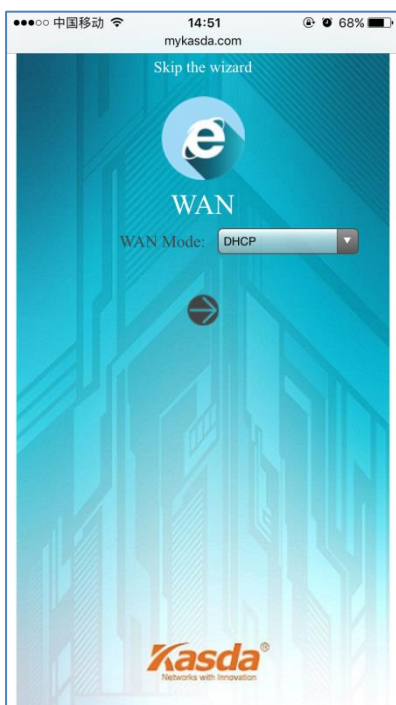 中国移动 14:51 68%
mykasda.com
Skip the wizard
WAN
WAN Mode: DHCP
Kasda®
Networks with Innovation